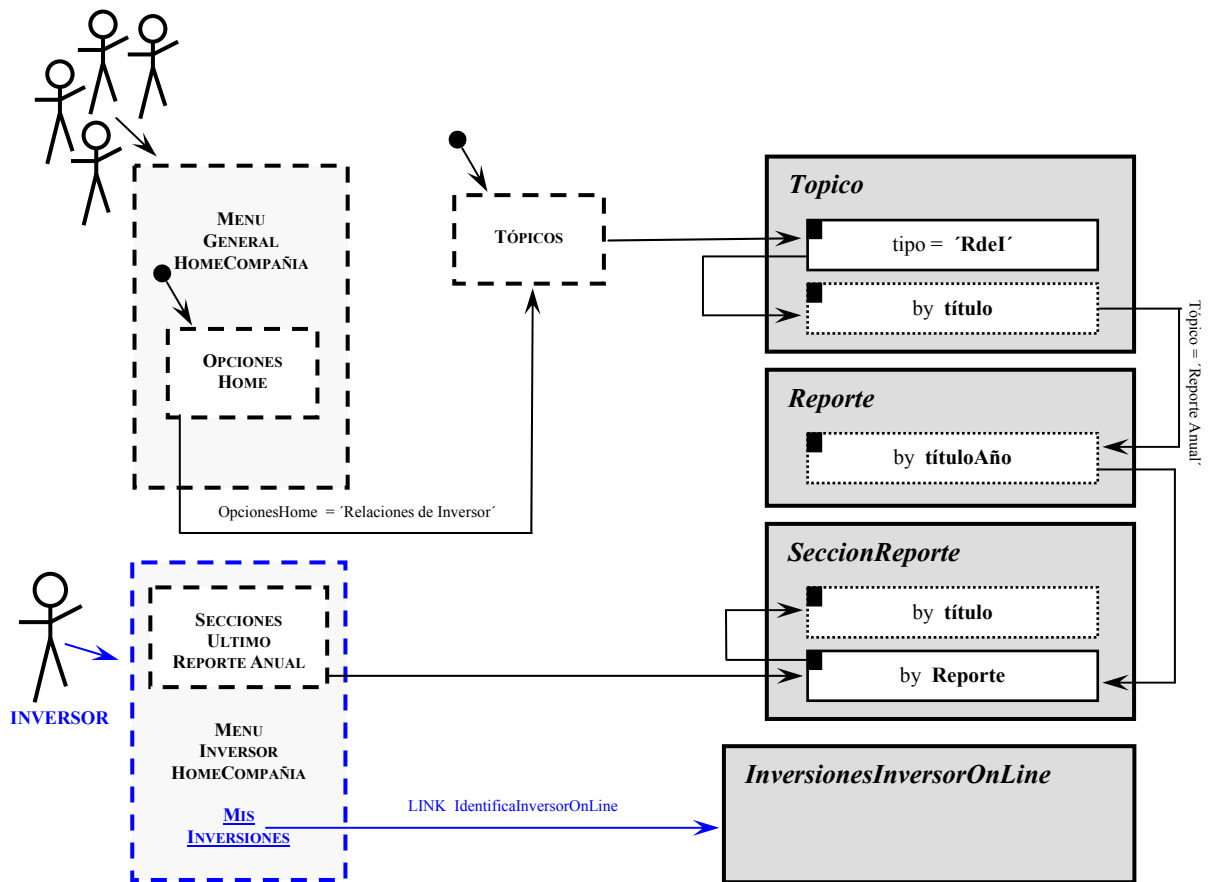 MENU
GENERAL
HOMECOMPAÑIA
OPCIONES
HOME
OpcionesHome = ´Relaciones de Inversor´
TÓPICOS
Topico
tipo = ´RdeI´
by título
Tópico = ´Reporte
Anual´
Reporte
by títuloAño
SeccionReporte
by título
by Reporte
INVERSOR
SECCIONES
ULTIMO
REPORTE ANUAL
MENU
INVERSOR
HOMECOMPAÑIA
MIS
INVERSIONES
LINK IdentificaInversorOnLine
InversionesInversorOnLine